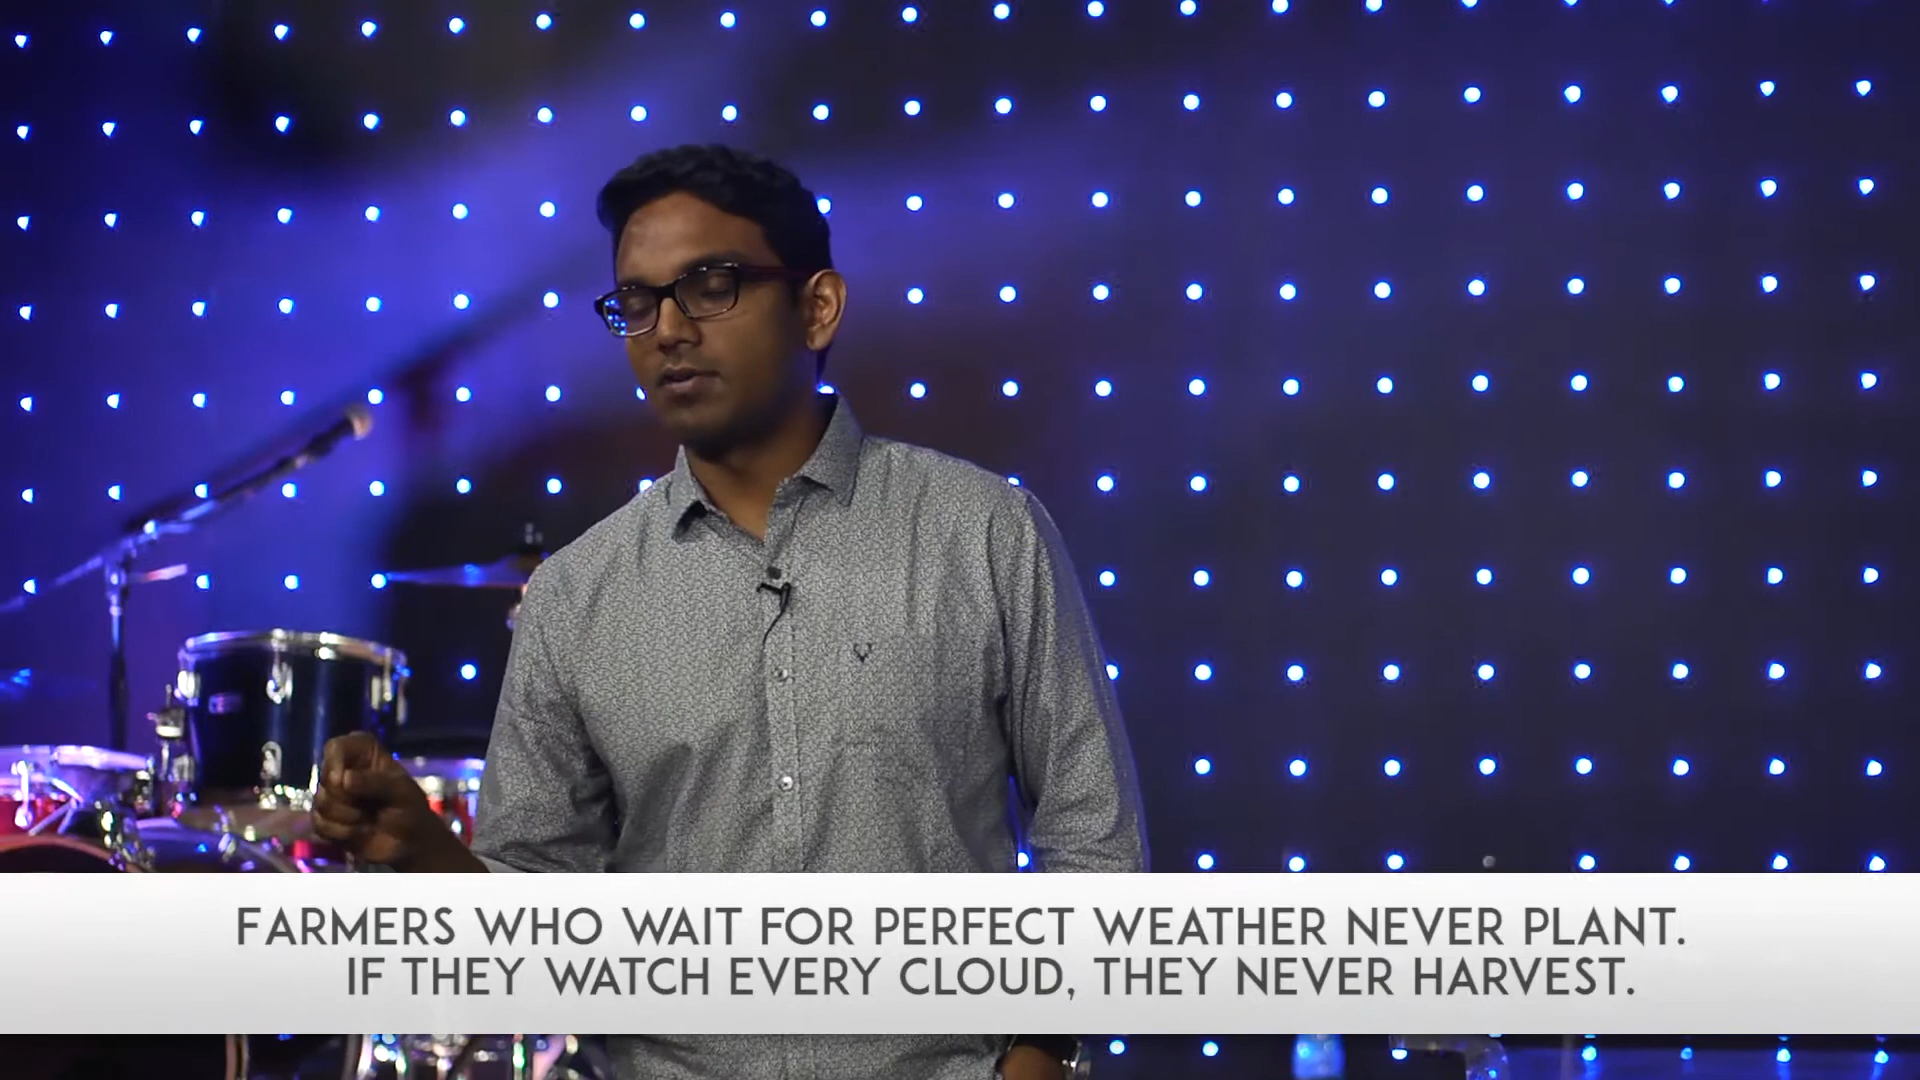 FARMERS WHO WAIT FOR PERFECT WEATHER NEVER PLANT.
IF THEY WATCH EVERY CLOUD, THEY NEVER HARVEST.